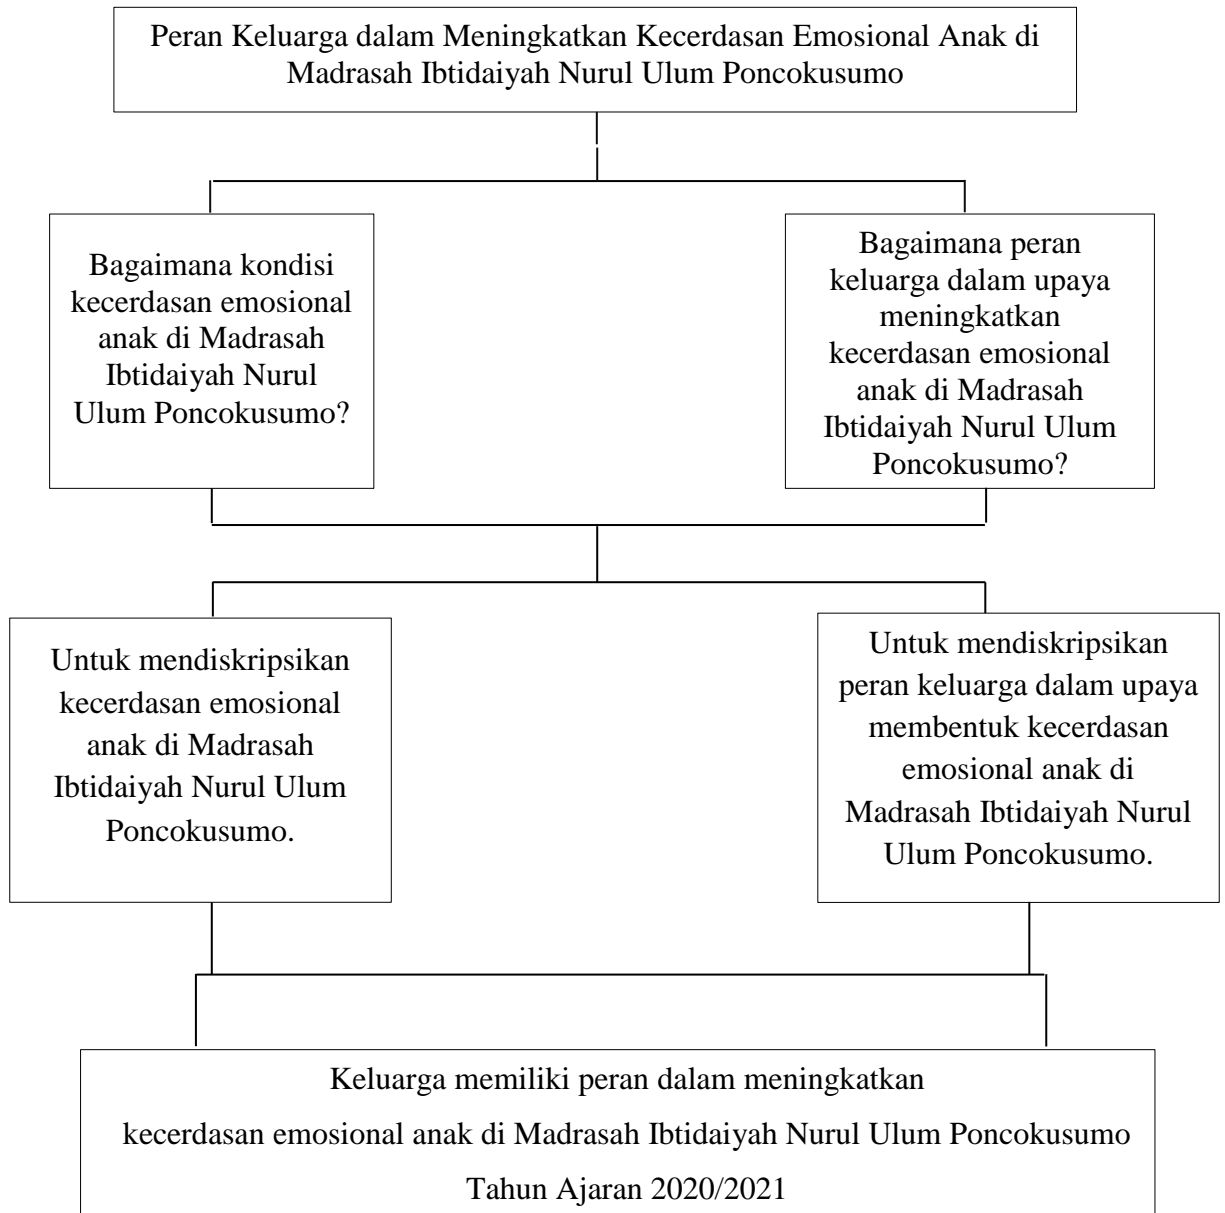 Peran Keluarga dalam Meningkatkan Kecerdasan Emosional Anak di
Madrasah Ibtidaiyah Nurul Ulum Poncokusumo
Bagaimana kondisi
kecerdasan emosional
anak di Madrasah
Ibtidaiyah Nurul
Ulum Poncokusumo?
Bagaimana peran
keluarga dalam upaya
meningkatkan
kecerdasan emosional
anak di Madrasah
Ibtidaiyah Nurul Ulum
Poncokusumo?
Untuk mendiskripsikan
kecerdasan emosional
anak di Madrasah
Ibtidaiyah Nurul Ulum
Poncokusumo.
Untuk mendiskripsikan
peran keluarga dalam upaya
membentuk kecerdasan
emosional anak di
Madrasah Ibtidaiyah Nurul
Ulum Poncokusumo.
Keluarga memiliki peran dalam meningkatkan
kecerdasan emosional anak di Madrasah Ibtidaiyah Nurul Ulum Poncokusumo
Tahun Ajaran 2020/2021